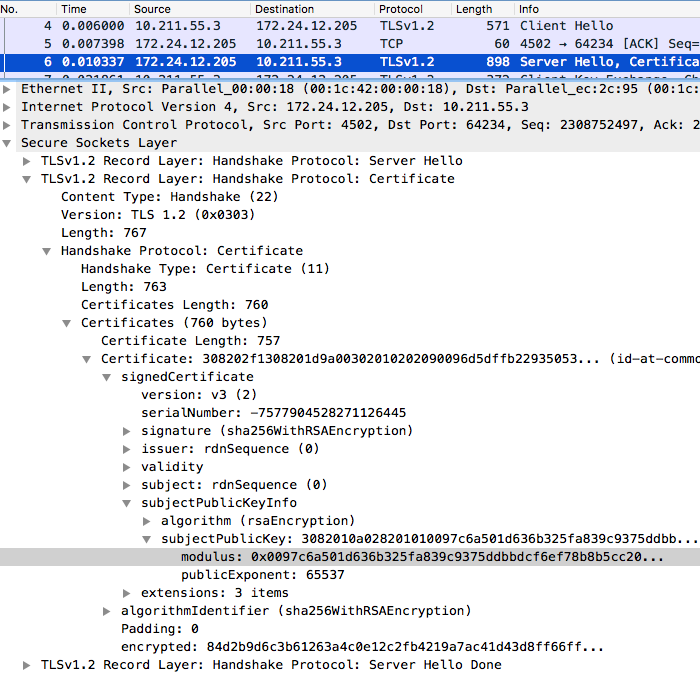 No. Time Source Destination Protocol Length Info
4 0.006000 10.211.55.3 172.24.12.205 TLSv1.2 571 Client Hello
5 0.007398 172.24.12.205 10.211.55.3 TCP 60 4502 → 64234 [ACK] Seq=
6 0.010337 172.24.12.205 10.211.55.3 TLSv1.2 898 Server Hello, Certifica
Ethernet II, Src: Parallel_00:00:18 (00:1c:42:00:00:18), Dst: Parallel_ec:2c:95 (00:1c:
Internet Protocol Version 4, Src: 172.24.12.205, Dst: 10.211.55.3
Transmission Control Protocol, Src Port: 4502, Dst Port: 64234, Seq: 2308752497, Ack: 2
Secure Sockets Layer
TLSv1.2 Record Layer: Handshake Protocol: Server Hello
TLSv1.2 Record Layer: Handshake Protocol: Certificate
Content Type: Handshake (22)
Version: TLS 1.2 (0x0303)
Length: 767
Handshake Protocol: Certificate
Handshake Type: Certificate (11)
Length: 763
Certificates Length: 760
Certificates (760 bytes)
Certificate Length: 757
Certificate: 308202f1308201d9a00302010202090096d5dffb22935053... (id-at-commo
signedCertificate
version: v3 (2)
serialNumber: -7577904528271126445
signature (sha256WithRSAEncryption)
issuer: rdnSequence (0)
validity
subject: rdnSequence (0)
subjectPublicKeyInfo
algorithm (rsaEncryption)
subjectPublicKey: 3082010a028201010097c6a501d636b325fa839c9375ddbb...
modulus: 0x0097c6a501d636b325fa839c9375ddbbdcf6ef78b8b5cc20...
publicExponent: 65537
extensions: 3 items
algorithmIdentifier (sha256WithRSAEncryption)
Padding: 0
encrypted: 84d2b9d6c3b61263a4c0e12c2fb4219a7ac41d43d8ff66ff...
TLSv1.2 Record Layer: Handshake Protocol: Server Hello Done